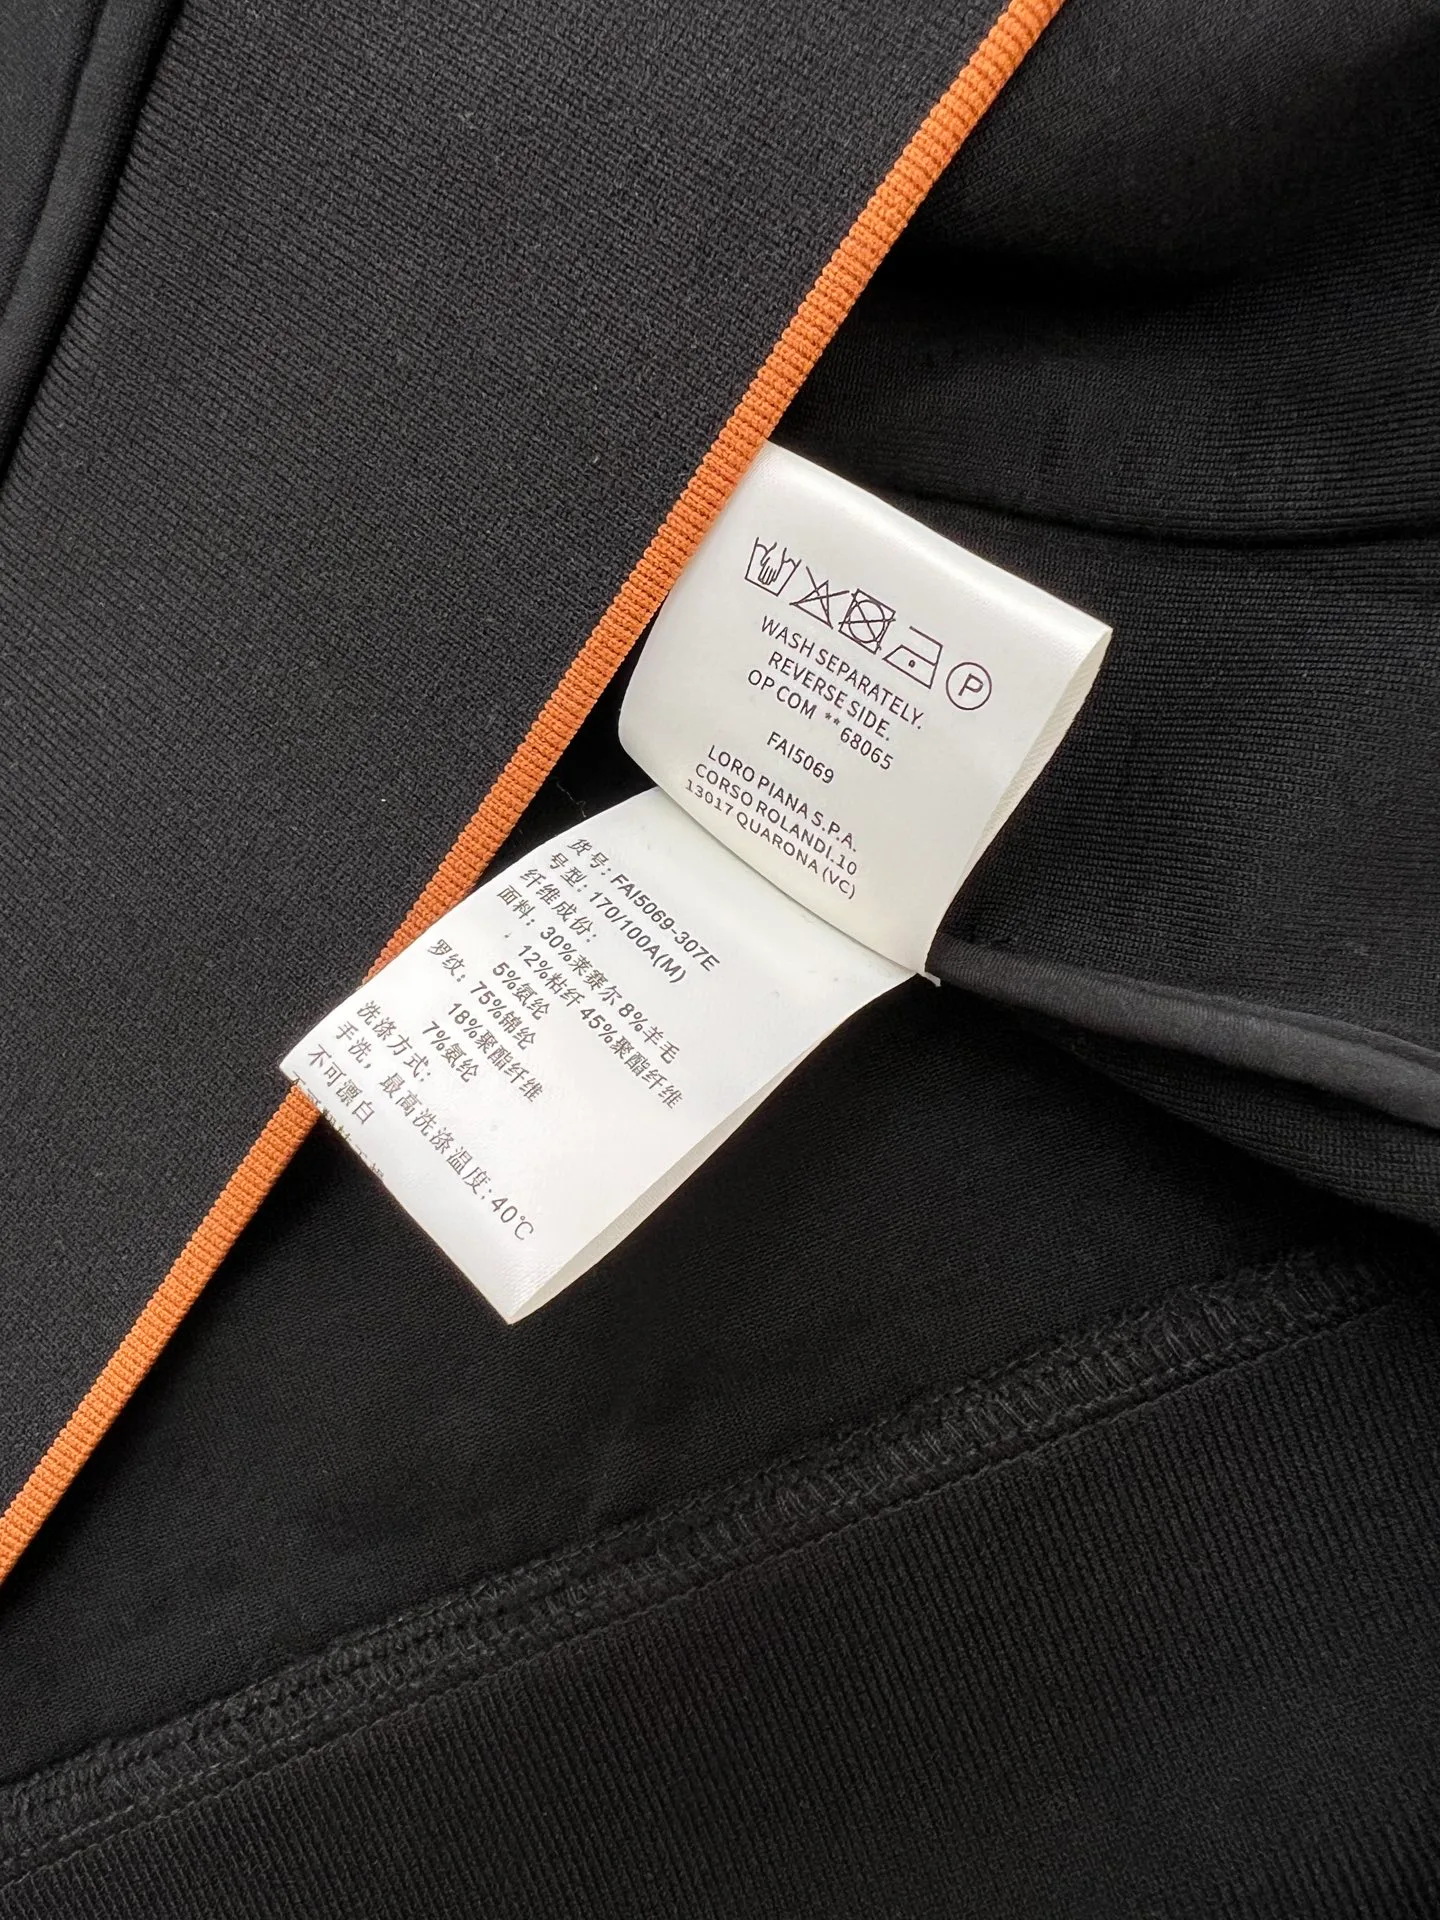 P
WASH SEPARATELY.
REVERSE SIDE.
OP COM **68065
FAI5069
LORO PIANA S.P.A.
CORSO ROLANDI.10
13017 QUARONA (VC)
货号: FAI5069-307E
号型: 170/100A(M)
纤维成份:
面料: 30%莱赛尔 8%羊毛
12%粘纤 45%聚酯纤维
5%氨纶
罗纹: 75%锦纶
18%聚酯纤维
7%氨纶
洗涤方式:
手洗，最高洗涤温度:40℃
不可漂白